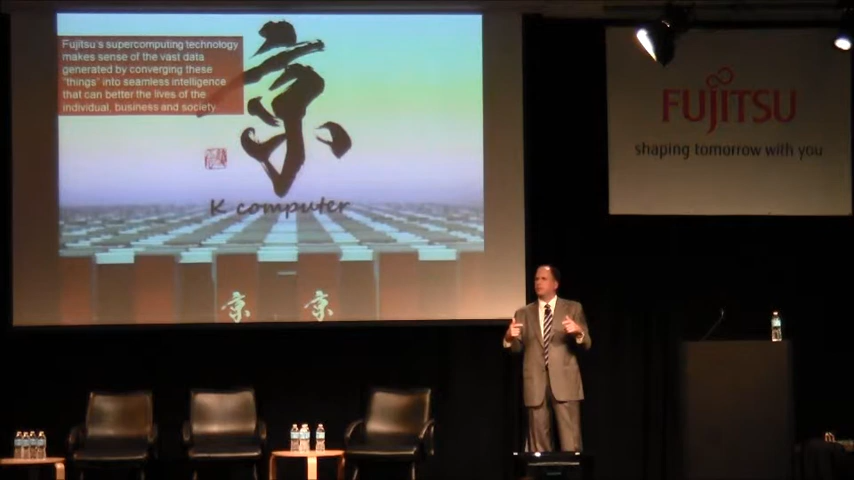 Fujitsu's supercomputing technology
makes sense of the vast data
generated by converging these
"things" into seamless intelligence
that can better the lives of the
individual, business and society.
京
K computer
京 京
FUJITSU
shaping tomorrow with you